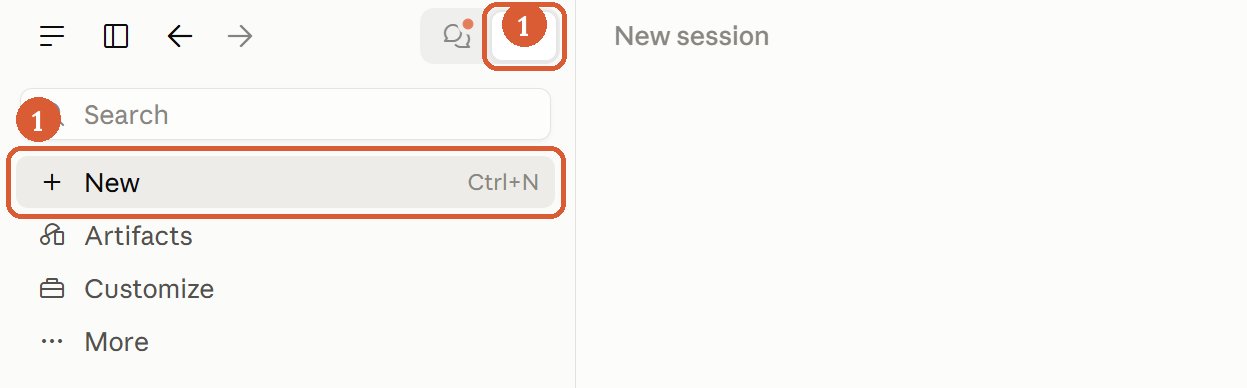 1
New session
1
Search
+ New Ctrl+N
Artifacts
Customize
··· More